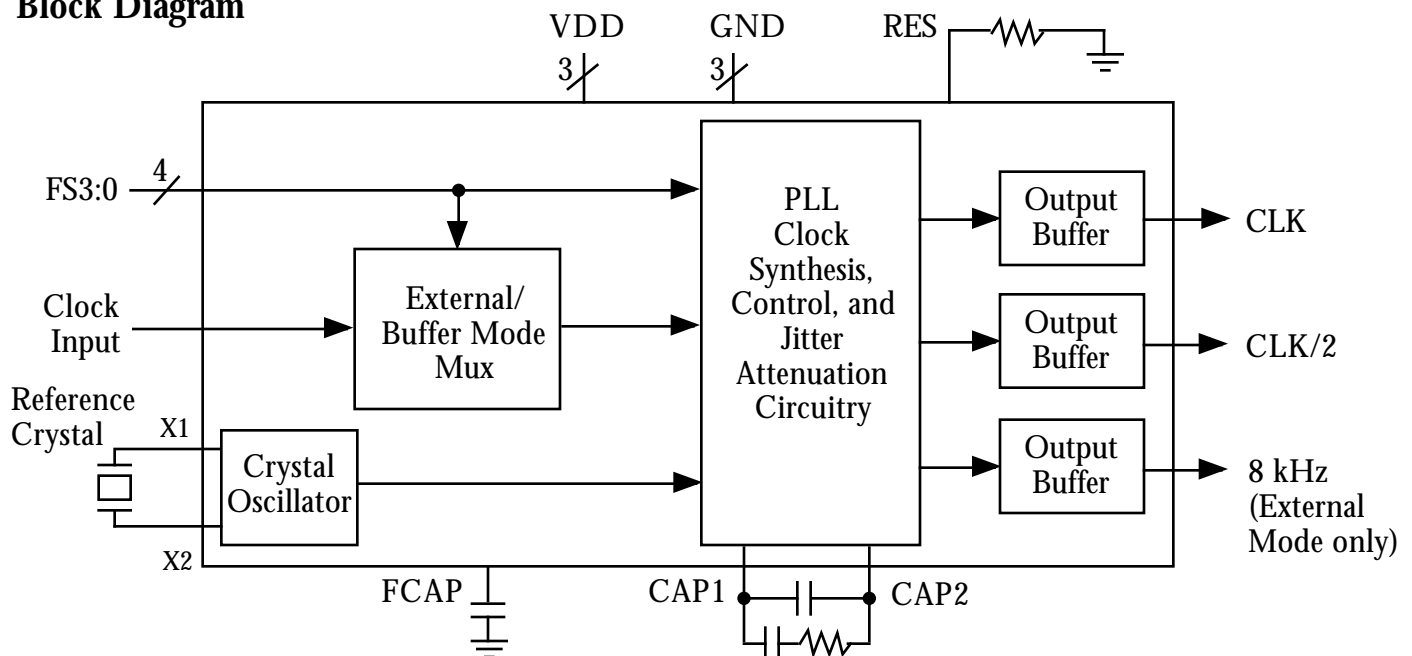 Block Diagram
VDD
GND
RES
3
3
FS3:0
4
Clock
Input
External/
Buffer Mode
Mux
PLL
Clock
Synthesis,
Control, and
Jitter
Attenuation
Circuitry
Output
Buffer
CLK
Output
Buffer
CLK/2
Reference
Crystal
X1
X2
Crystal
Oscillator
Output
Buffer
8 kHz
(External
Mode only)
FCAP
CAP1
CAP2